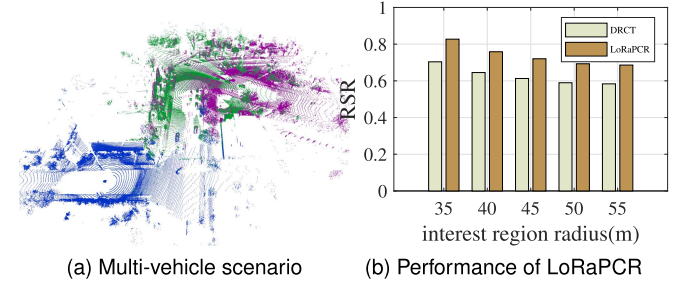 1
0.8
0.6
0.4
0.2
0
RSR
DRCT
LoRaPCR
35 40 45 50 55
interest region radius(m)
(a) Multi-vehicle scenario
(b) Performance of LoRaPCR